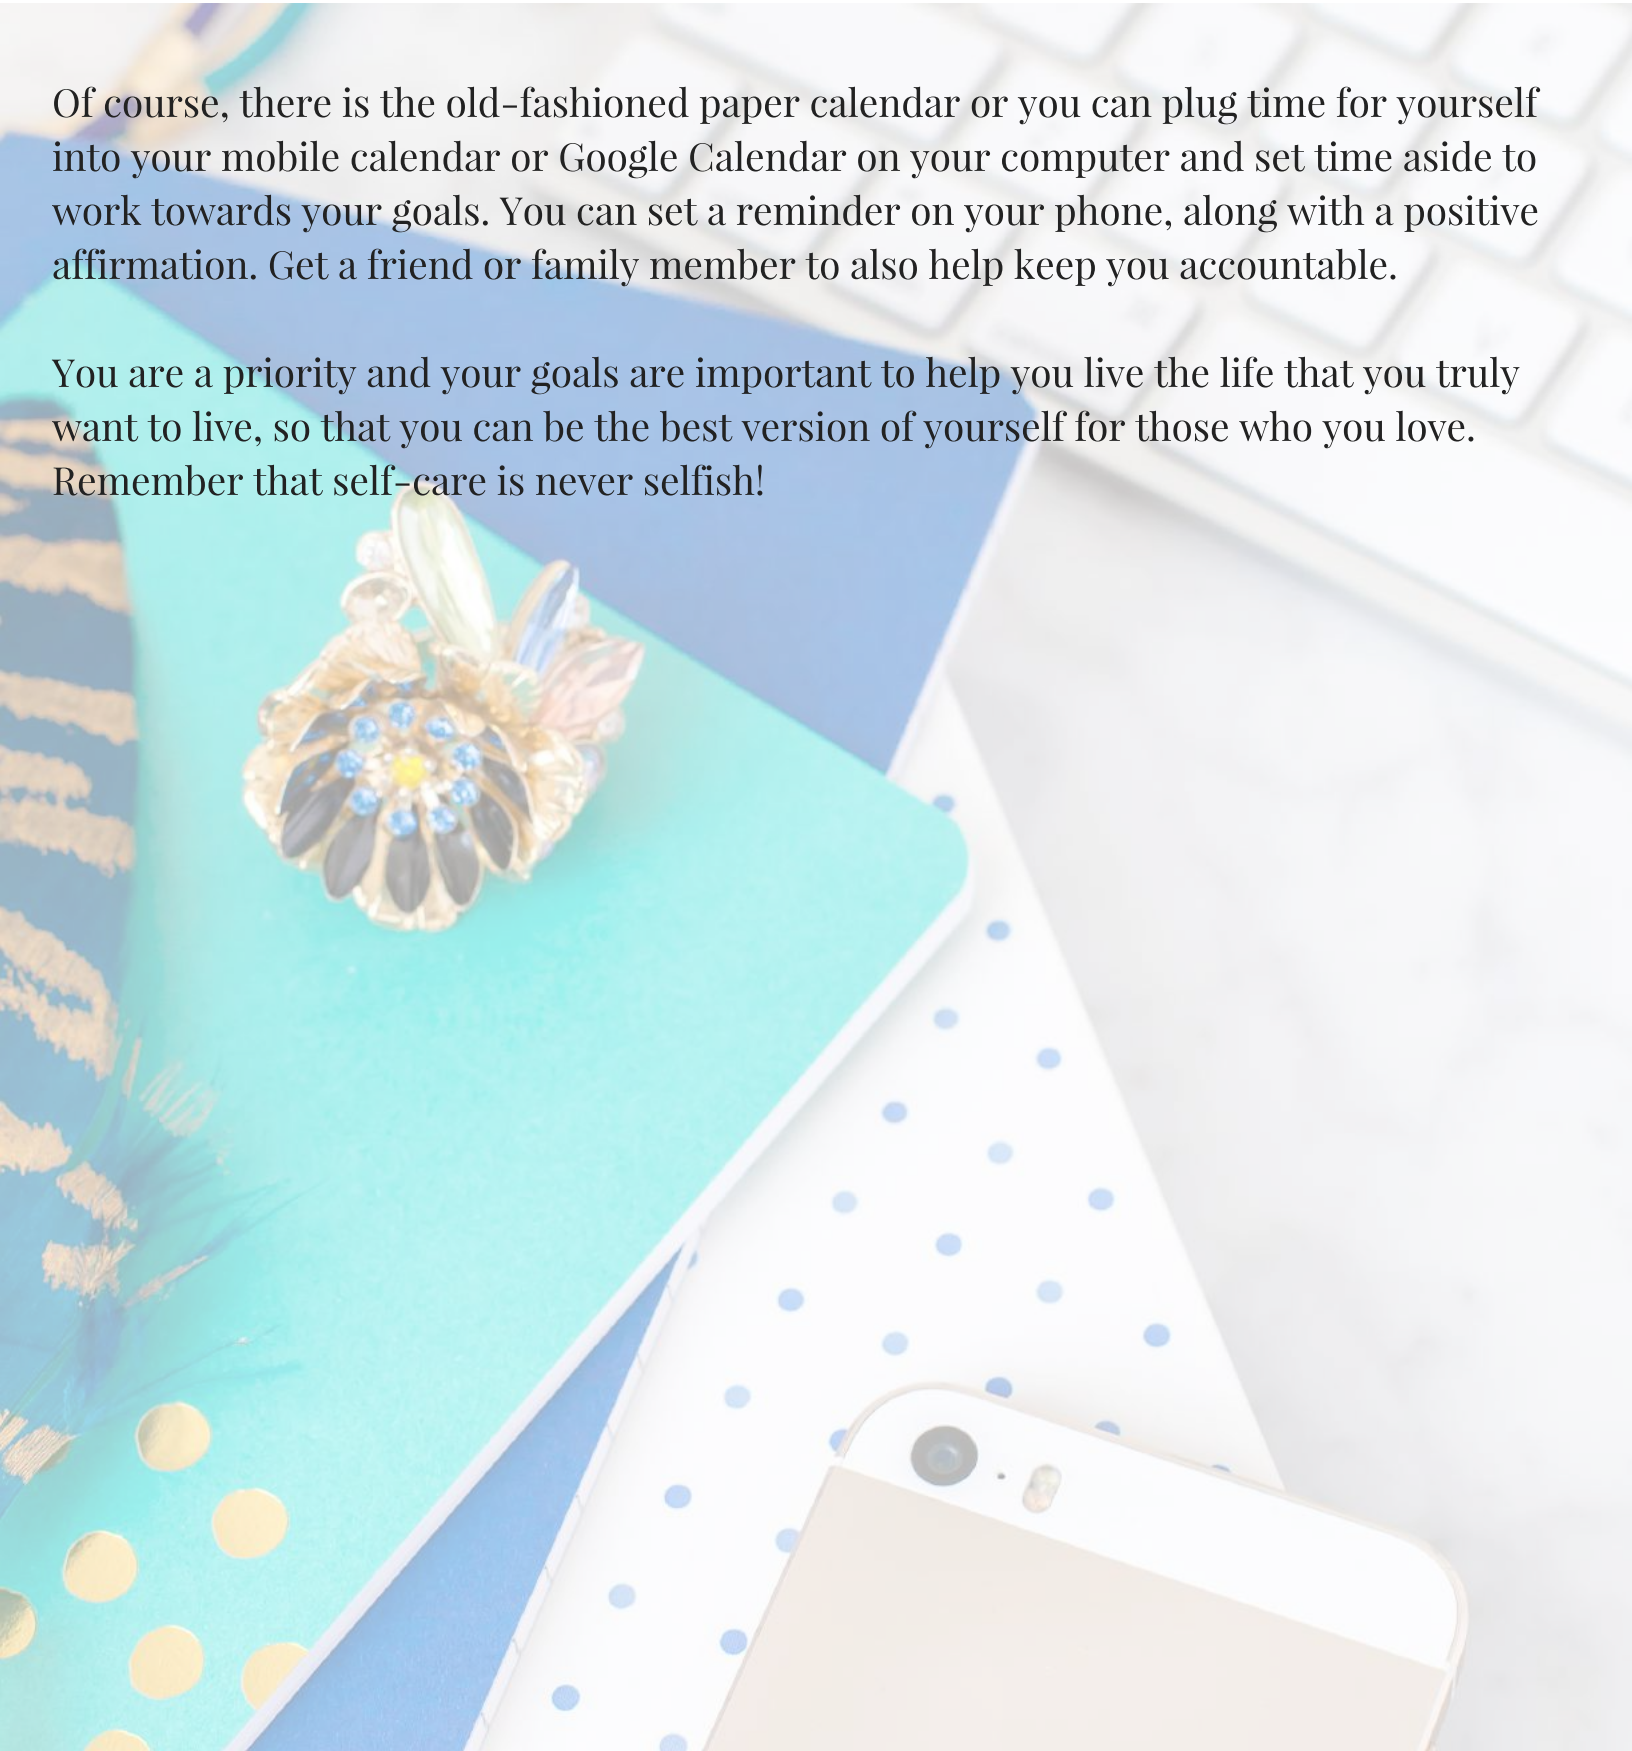 Of course, there is the old-fashioned paper calendar or you can plug time for yourself
into your mobile calendar or Google Calendar on your computer and set time aside to
work towards your goals. You can set a reminder on your phone, along with a positive
affirmation. Get a friend or family member to also help keep you accountable.
You are a priority and your goals are important to help you live the life that you truly
want to live, so that you can be the best version of yourself for those who you love.
Remember that self-care is never selfish!